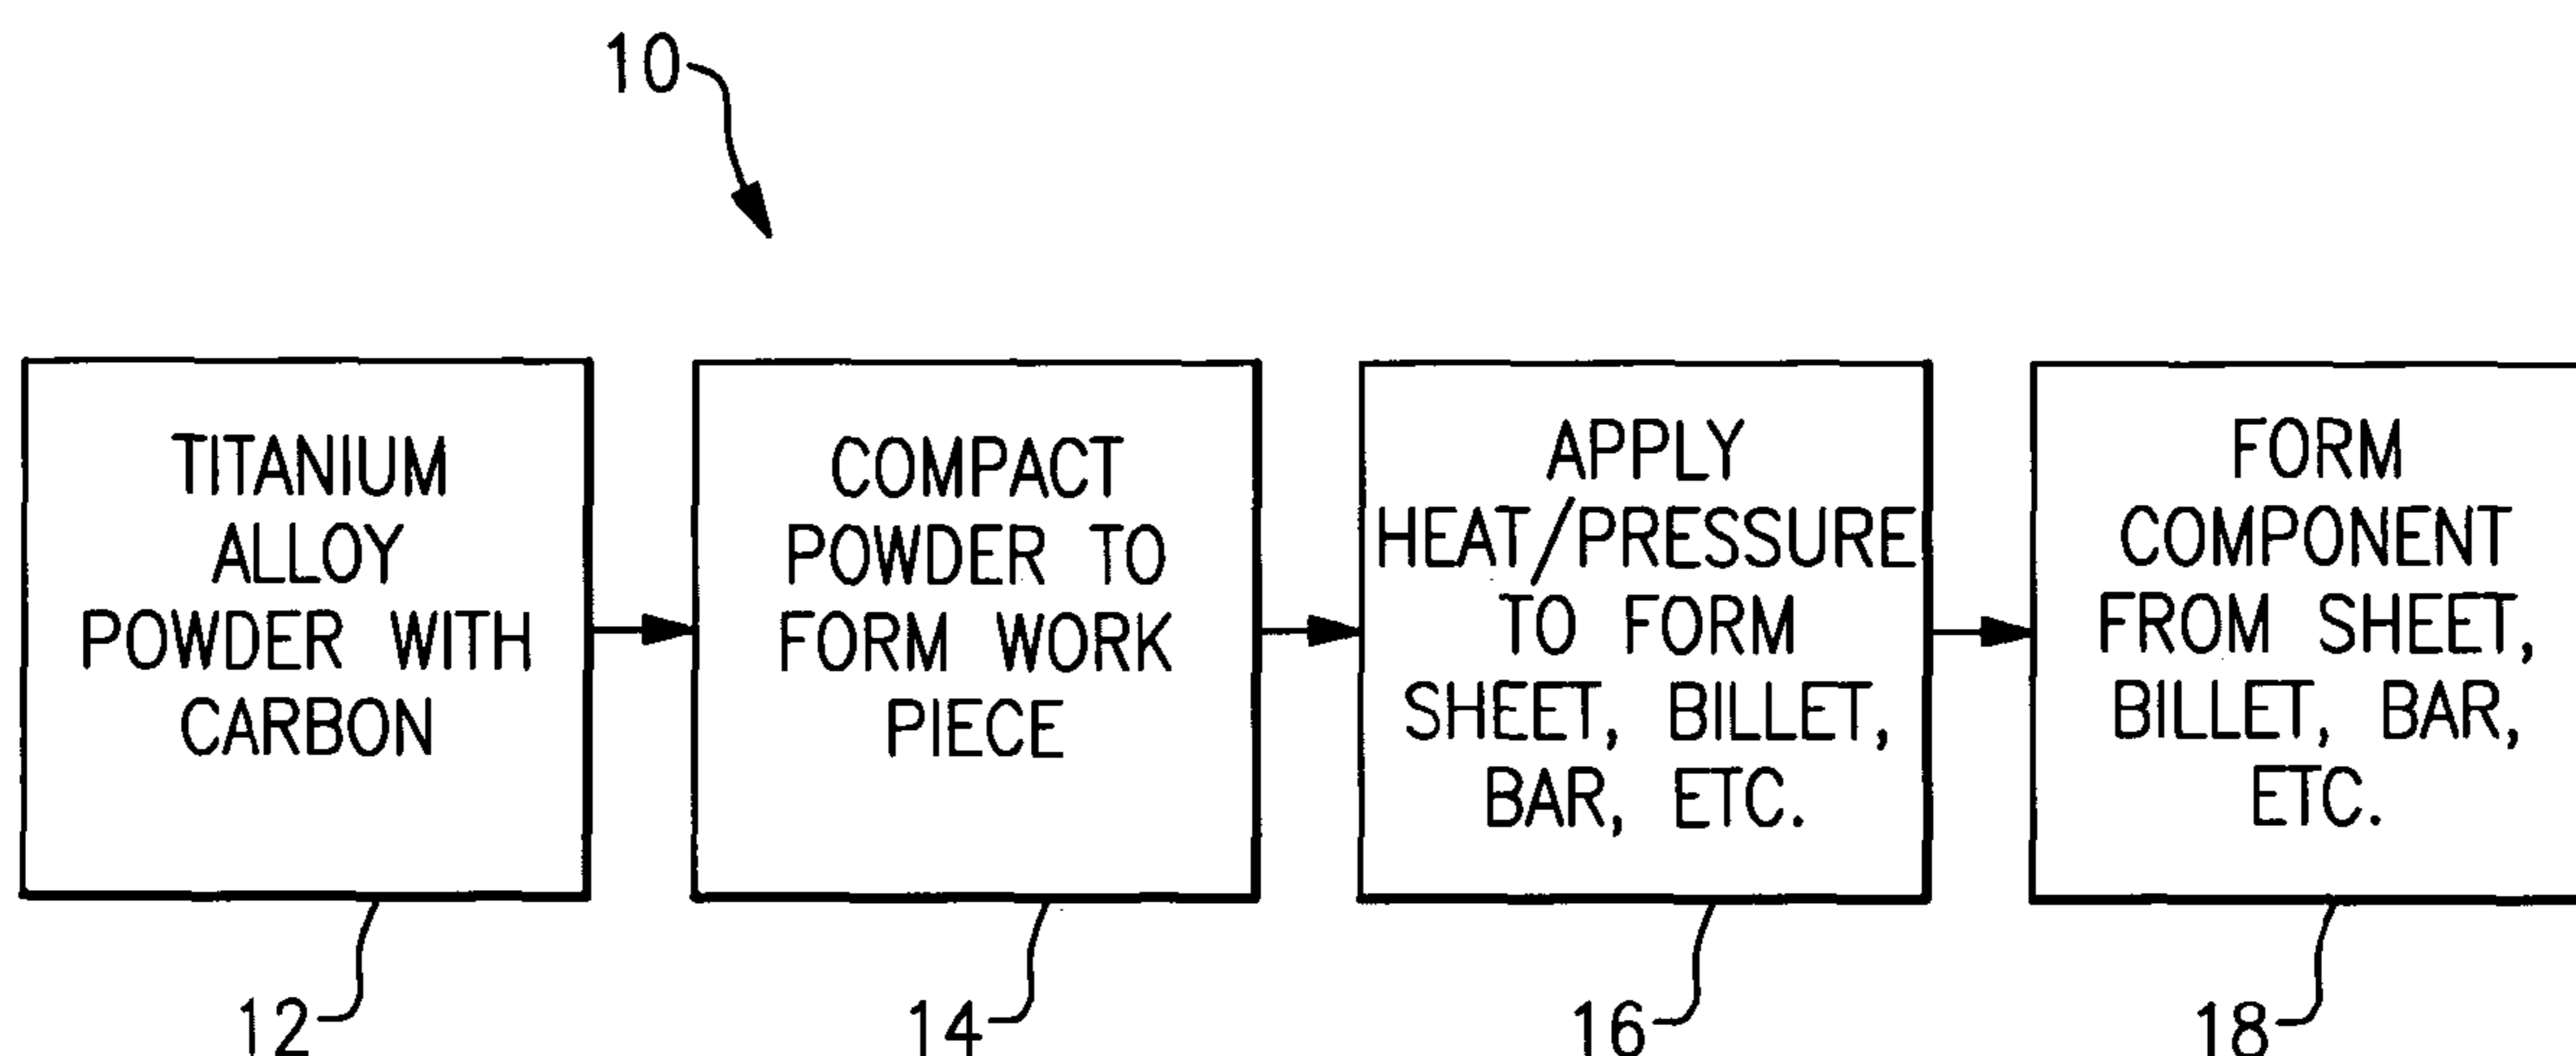 10
TITANIUM
ALLOY
POWDER WITH
CARBON
COMPACT
POWDER TO
FORM WORK
PIECE
APPLY
HEAT/PRESSURE
TO FORM
SHEET, BILLET,
BAR, ETC.
FORM
COMPONENT
FROM SHEET,
BILLET, BAR,
ETC.
12
14
16
18